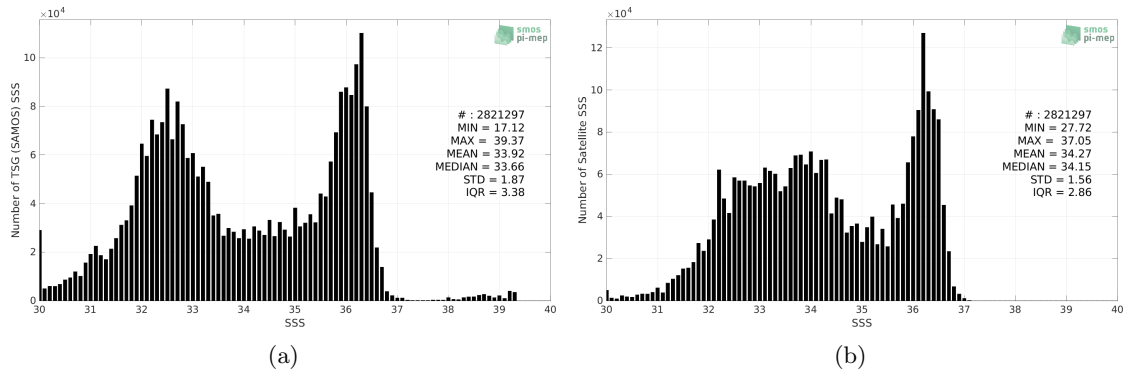 ×10⁴
smos
pi-mep
10
8
6
4
2
0
Number of TSG (SAMOS) SSS
# : 2821297
MIN = 17.12
MAX = 39.37
MEAN = 33.92
MEDIAN = 33.66
STD = 1.87
IQR = 3.38
30 31 32 33 34 35 36 37 38 39 40
SSS
(a)
×10⁴
smos
pi-mep
12
10
8
6
4
2
0
Number of Satellite SSS
# : 2821297
MIN = 27.72
MAX = 37.05
MEAN = 34.27
MEDIAN = 34.15
STD = 1.56
IQR = 2.86
30 31 32 33 34 35 36 37 38 39 40
SSS
(b)